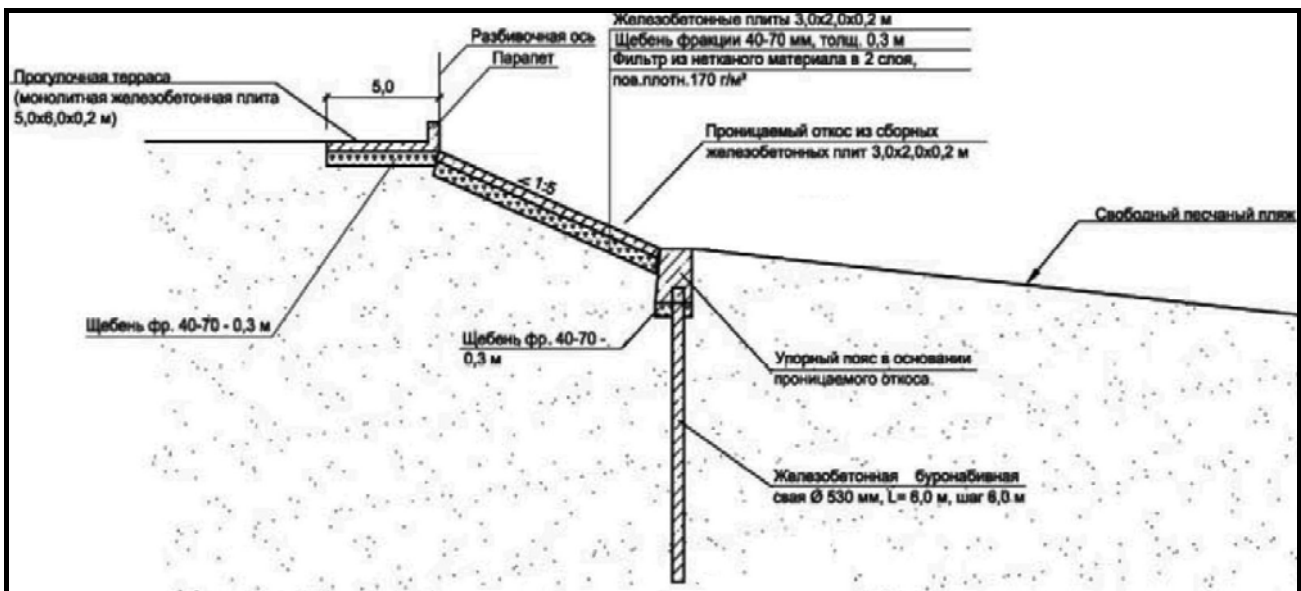 Железобетонные плиты 3,0х2,0х0,2 м
Щебень фракции 40-70 мм, толщ. 0,3 м
Фильтр из нетканого материала в 2 слоя,
пов.плотн.170 г/м²
Разбивочная ось
Парапет
Прогулочная терраса
(монолитная железобетонная плита
5,0х6,0х0,2 м)
5,0
Проницаемый откос из сборных
железобетонных плит 3,0х2,0х0,2 м
≤ 1:5
Свободный песчаный пляж
Щебень фр. 40-70 - 0,3 м
Щебень фр. 40-70 -
0,3 м
Упорный пояс в основании
проницаемого откоса.
Железобетонная буронабивная
свая Ø 530 мм, L= 6,0 м, шаг 6,0 м